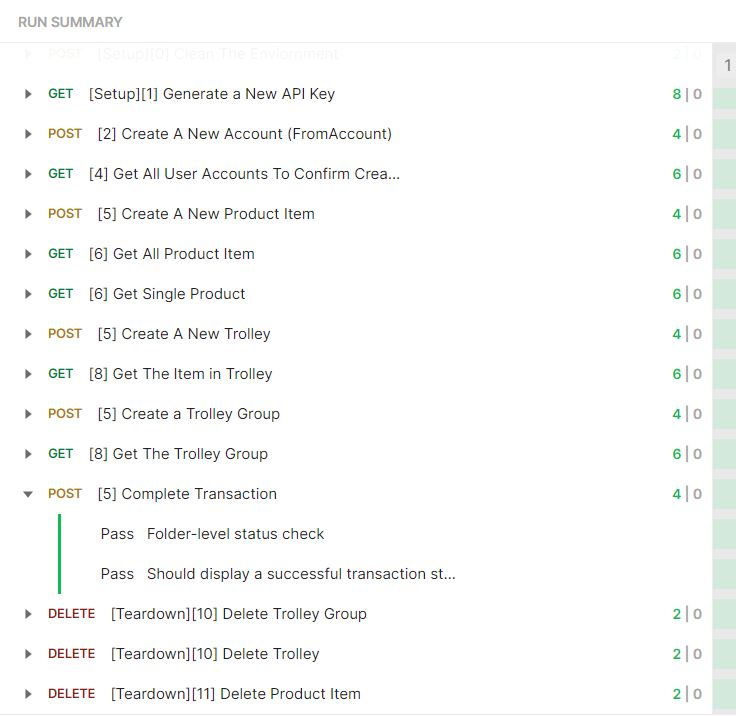 RUN SUMMARY
POST [Setup][0] Clean The Enviornment 2 | 0
1
GET [Setup][1] Generate a New API Key 8 | 0
POST [2] Create A New Account (FromAccount) 4 | 0
GET [4] Get All User Accounts To Confirm Crea... 6 | 0
POST [5] Create A New Product Item 4 | 0
GET [6] Get All Product Item 6 | 0
GET [6] Get Single Product 6 | 0
POST [5] Create A New Trolley 4 | 0
GET [8] Get The Item in Trolley 6 | 0
POST [5] Create a Trolley Group 4 | 0
GET [8] Get The Trolley Group 6 | 0
POST [5] Complete Transaction 4 | 0
Pass Folder-level status check
Pass Should display a successful transaction st...
DELETE [Teardown][10] Delete Trolley Group 2 | 0
DELETE [Teardown][10] Delete Trolley 2 | 0
DELETE [Teardown][11] Delete Product Item 2 | 0